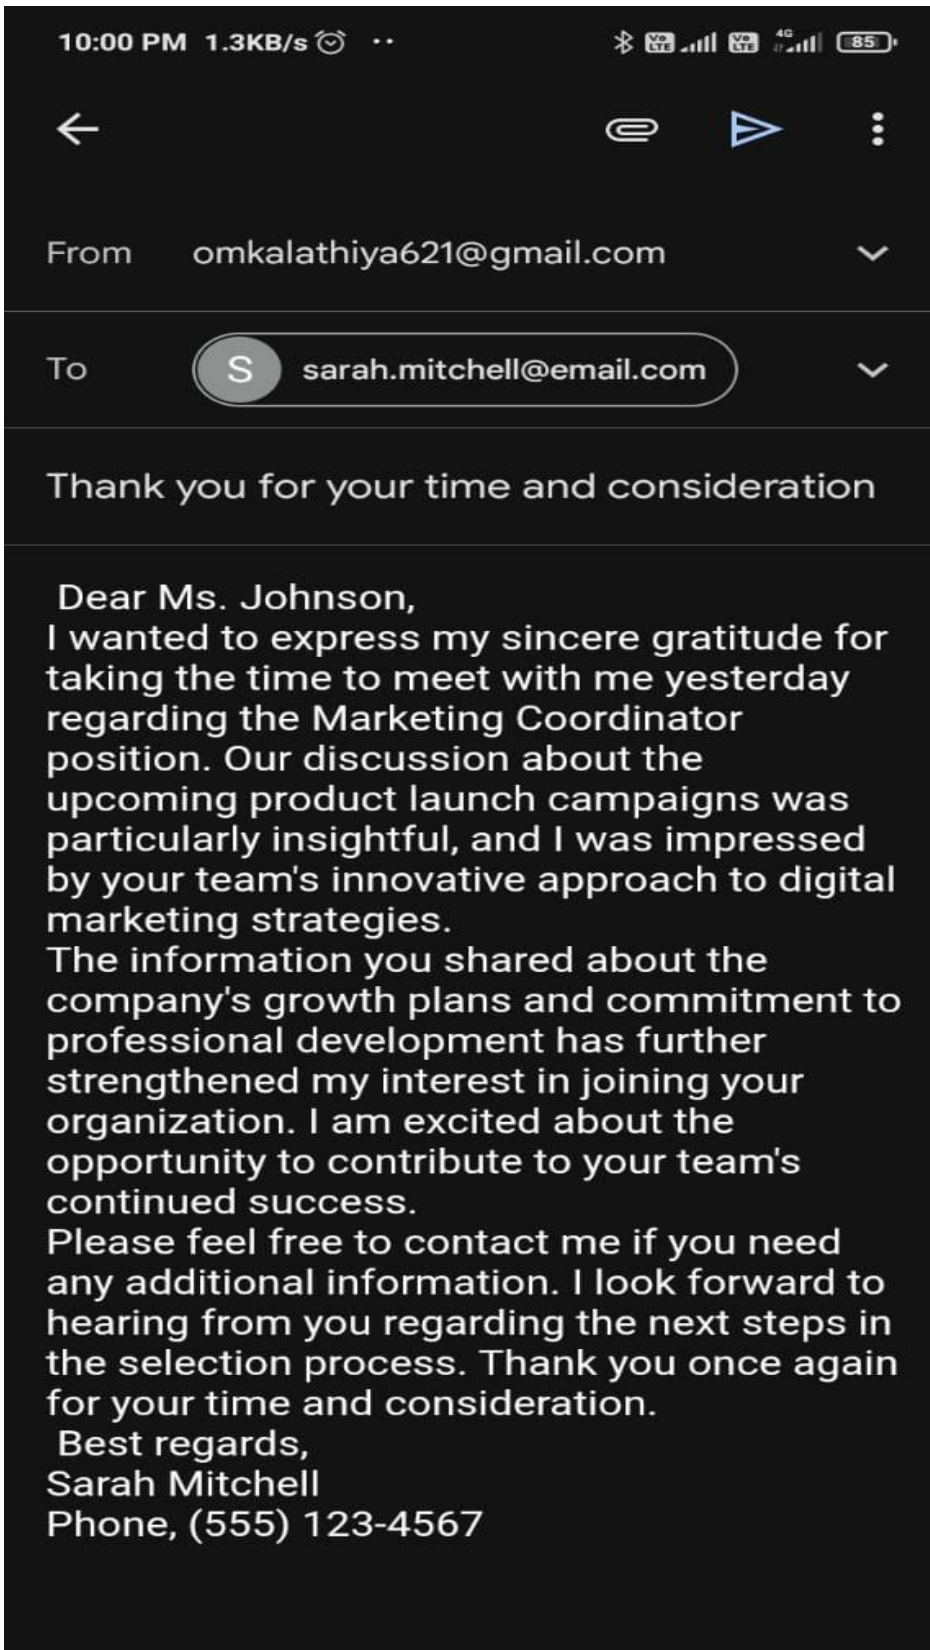 10:00 PM 1.3KB/s ··
Vo LTE Vo LTE 4G 85
From omkalathiya621@gmail.com
To S sarah.mitchell@email.com
Thank you for your time and consideration
Dear Ms. Johnson,
I wanted to express my sincere gratitude for
taking the time to meet with me yesterday
regarding the Marketing Coordinator
position. Our discussion about the
upcoming product launch campaigns was
particularly insightful, and I was impressed
by your team's innovative approach to digital
marketing strategies.
The information you shared about the
company's growth plans and commitment to
professional development has further
strengthened my interest in joining your
organization. I am excited about the
opportunity to contribute to your team's
continued success.
Please feel free to contact me if you need
any additional information. I look forward to
hearing from you regarding the next steps in
the selection process. Thank you once again
for your time and consideration.
Best regards,
Sarah Mitchell
Phone, (555) 123-4567